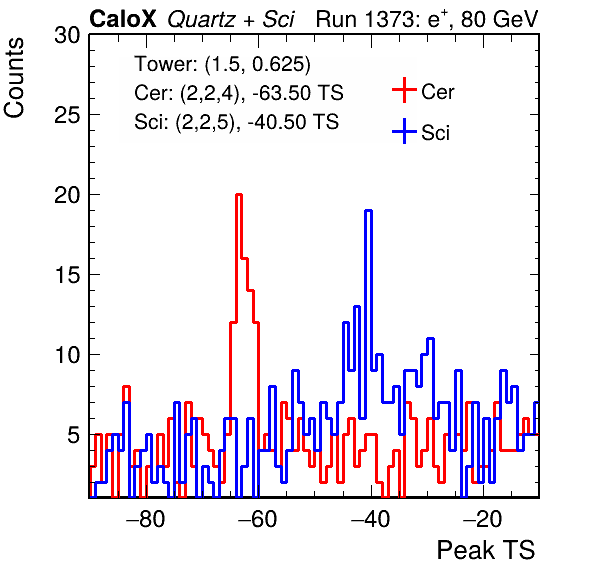 CaloX Quartz + Sci Run 1373: e+, 80 GeV
Counts
Tower: (1.5, 0.625)
Cer: (2,2,4), -63.50 TS
Sci: (2,2,5), -40.50 TS
Cer
Sci
30
25
20
15
10
5
−80 −60 −40 −20
Peak TS